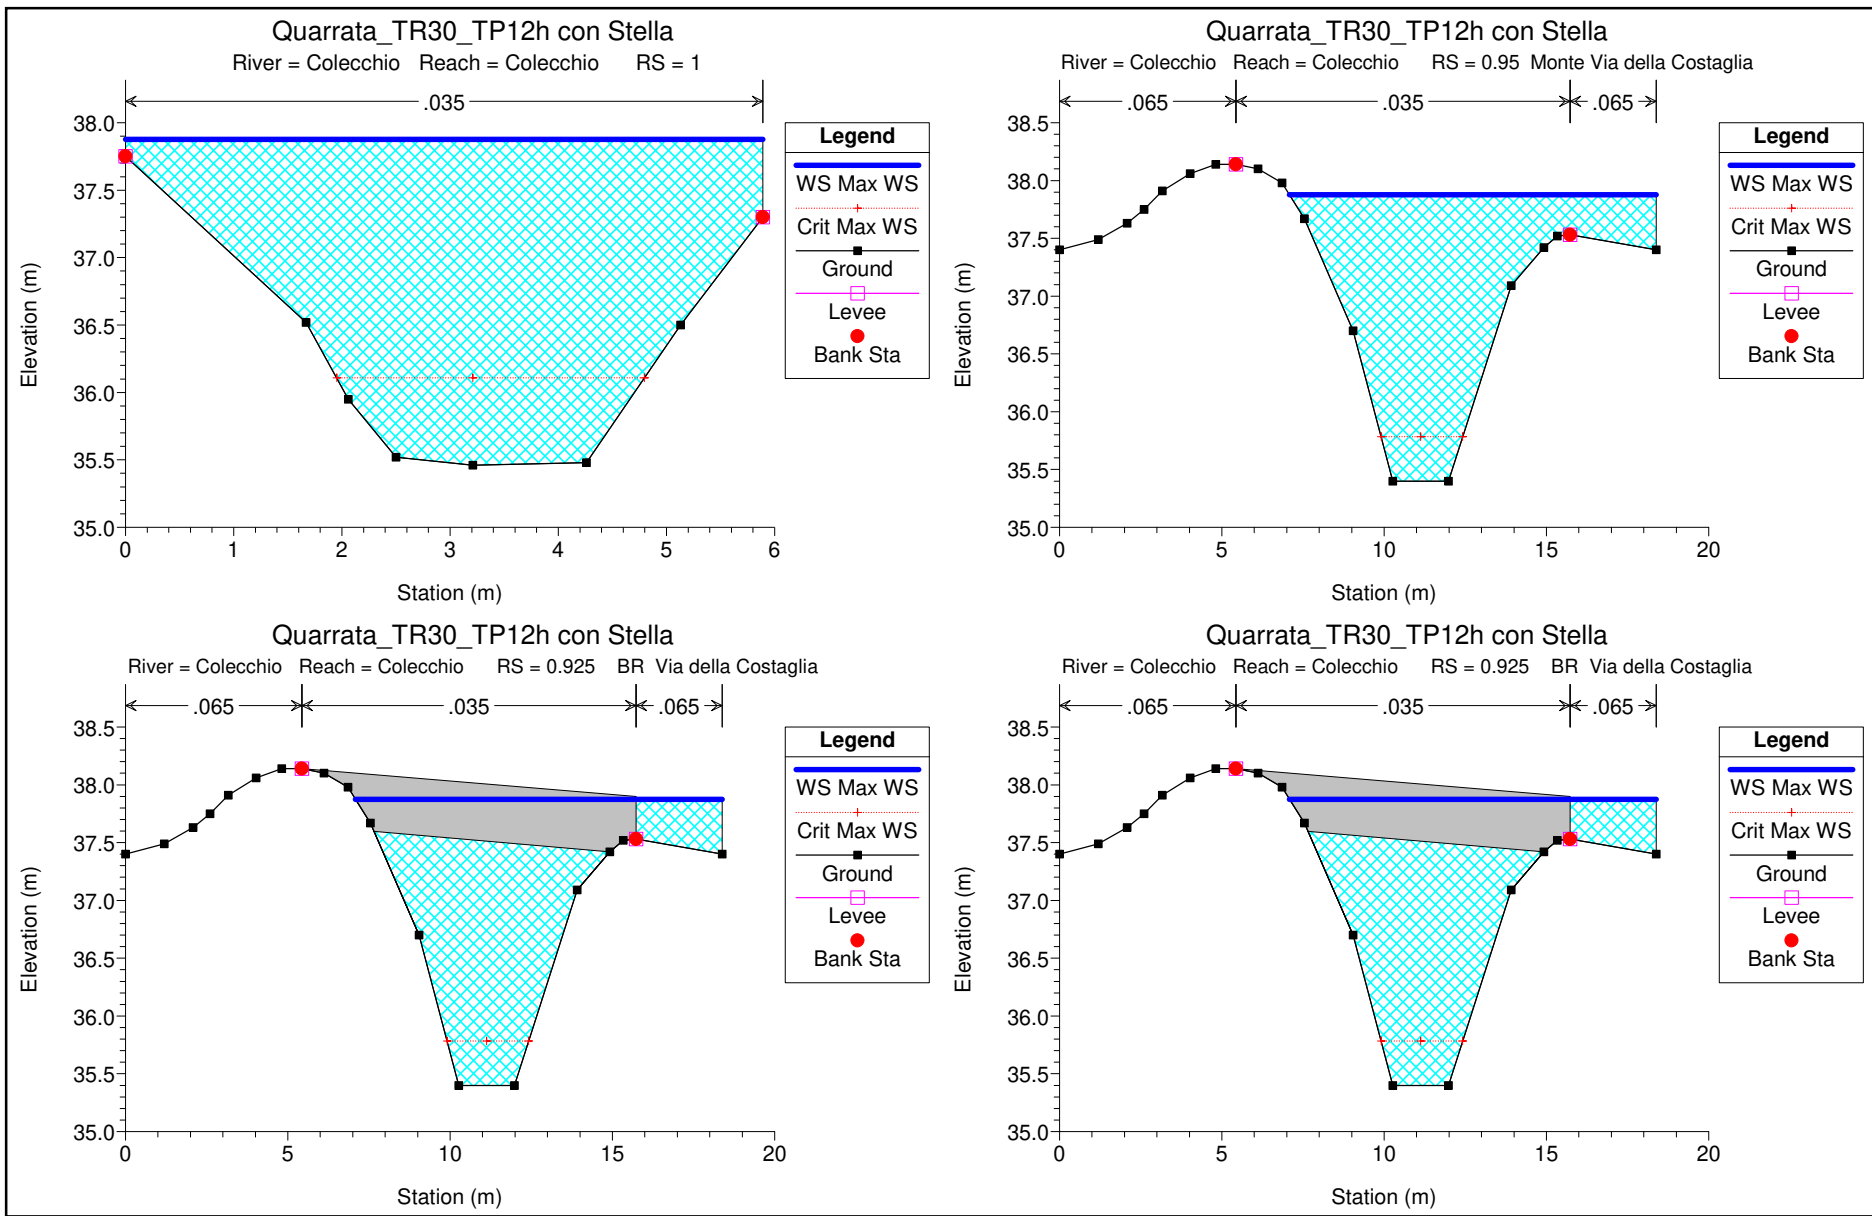 Quarrata_TR30_TP12h con Stella
River = Colecchio Reach = Colecchio RS = 1
.035
38.0
37.5
37.0
36.5
36.0
35.5
35.0
Elevation (m)
0 1 2 3 4 5 6
Station (m)
Legend
WS Max WS
Crit Max WS
Ground
Levee
Bank Sta
Quarrata_TR30_TP12h con Stella
River = Colecchio Reach = Colecchio RS = 0.95 Monte Via della Costaglia
.065 .035 .065
38.5
38.0
37.5
37.0
36.5
36.0
35.5
35.0
Elevation (m)
0 5 10 15 20
Station (m)
Legend
WS Max WS
Crit Max WS
Ground
Levee
Bank Sta
Quarrata_TR30_TP12h con Stella
River = Colecchio Reach = Colecchio RS = 0.925 BR Via della Costaglia
.065 .035 .065
38.5
38.0
37.5
37.0
36.5
36.0
35.5
35.0
Elevation (m)
0 5 10 15 20
Station (m)
Legend
WS Max WS
Crit Max WS
Ground
Levee
Bank Sta
Quarrata_TR30_TP12h con Stella
River = Colecchio Reach = Colecchio RS = 0.925 BR Via della Costaglia
.065 .035 .065
38.5
38.0
37.5
37.0
36.5
36.0
35.5
35.0
Elevation (m)
0 5 10 15 20
Station (m)
Legend
WS Max WS
Crit Max WS
Ground
Levee
Bank Sta